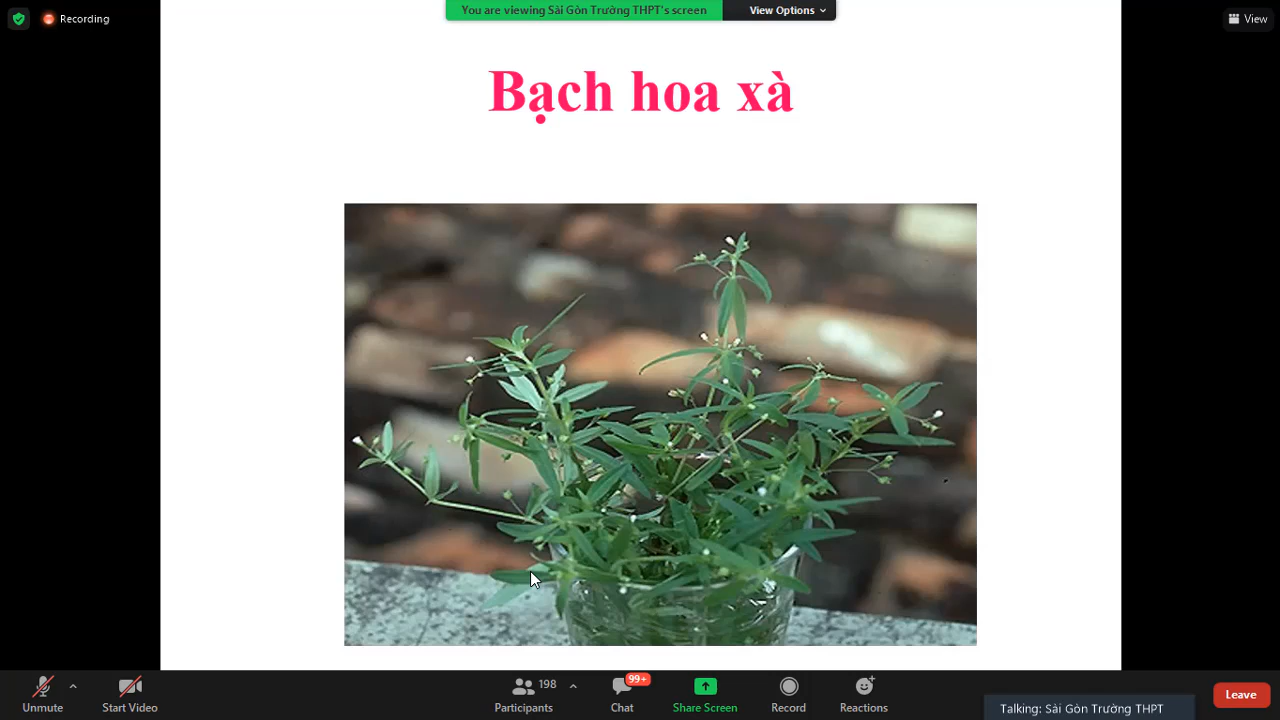 You are viewing Sài Gòn Trường THPT's screen
View Options
Recording
View
Bạch hoa xà
Unmute
Start Video
198
Participants
99+
Chat
Share Screen
Record
Reactions
Talking: Sài Gòn Trường THPT
Leave